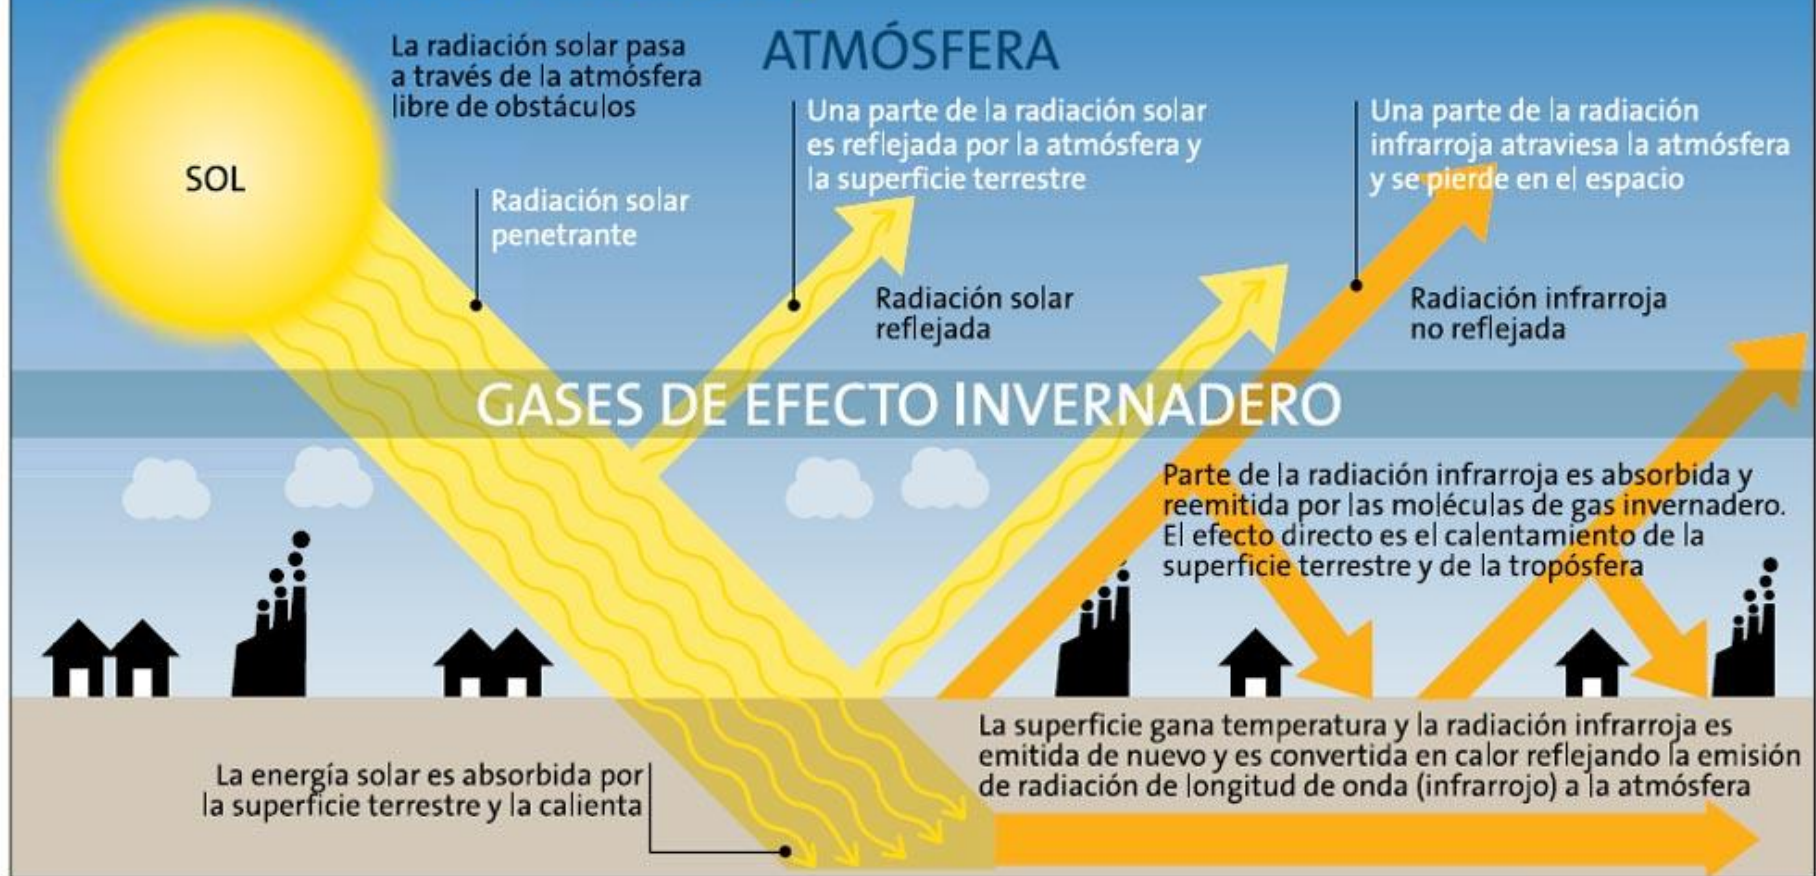 ATMÓSFERA
La radiación solar pasa
a través de la atmósfera
libre de obstáculos
SOL
Radiación solar
penetrante
Una parte de la radiación solar
es reflejada por la atmósfera y
la superficie terrestre
Radiación solar
reflejada
Una parte de la radiación
infrarroja atraviesa la atmósfera
y se pierde en el espacio
Radiación infrarroja
no reflejada
GASES DE EFECTO INVERNADERO
Parte de la radiación infrarroja es absorbida y
reemitida por las moléculas de gas invernadero.
El efecto directo es el calentamiento de la
superficie terrestre y de la tropósfera
La superficie gana temperatura y la radiación infrarroja es
emitida de nuevo y es convertida en calor reflejando la emisión
de radiación de longitud de onda (infrarrojo) a la atmósfera
La energía solar es absorbida por
la superficie terrestre y la calienta